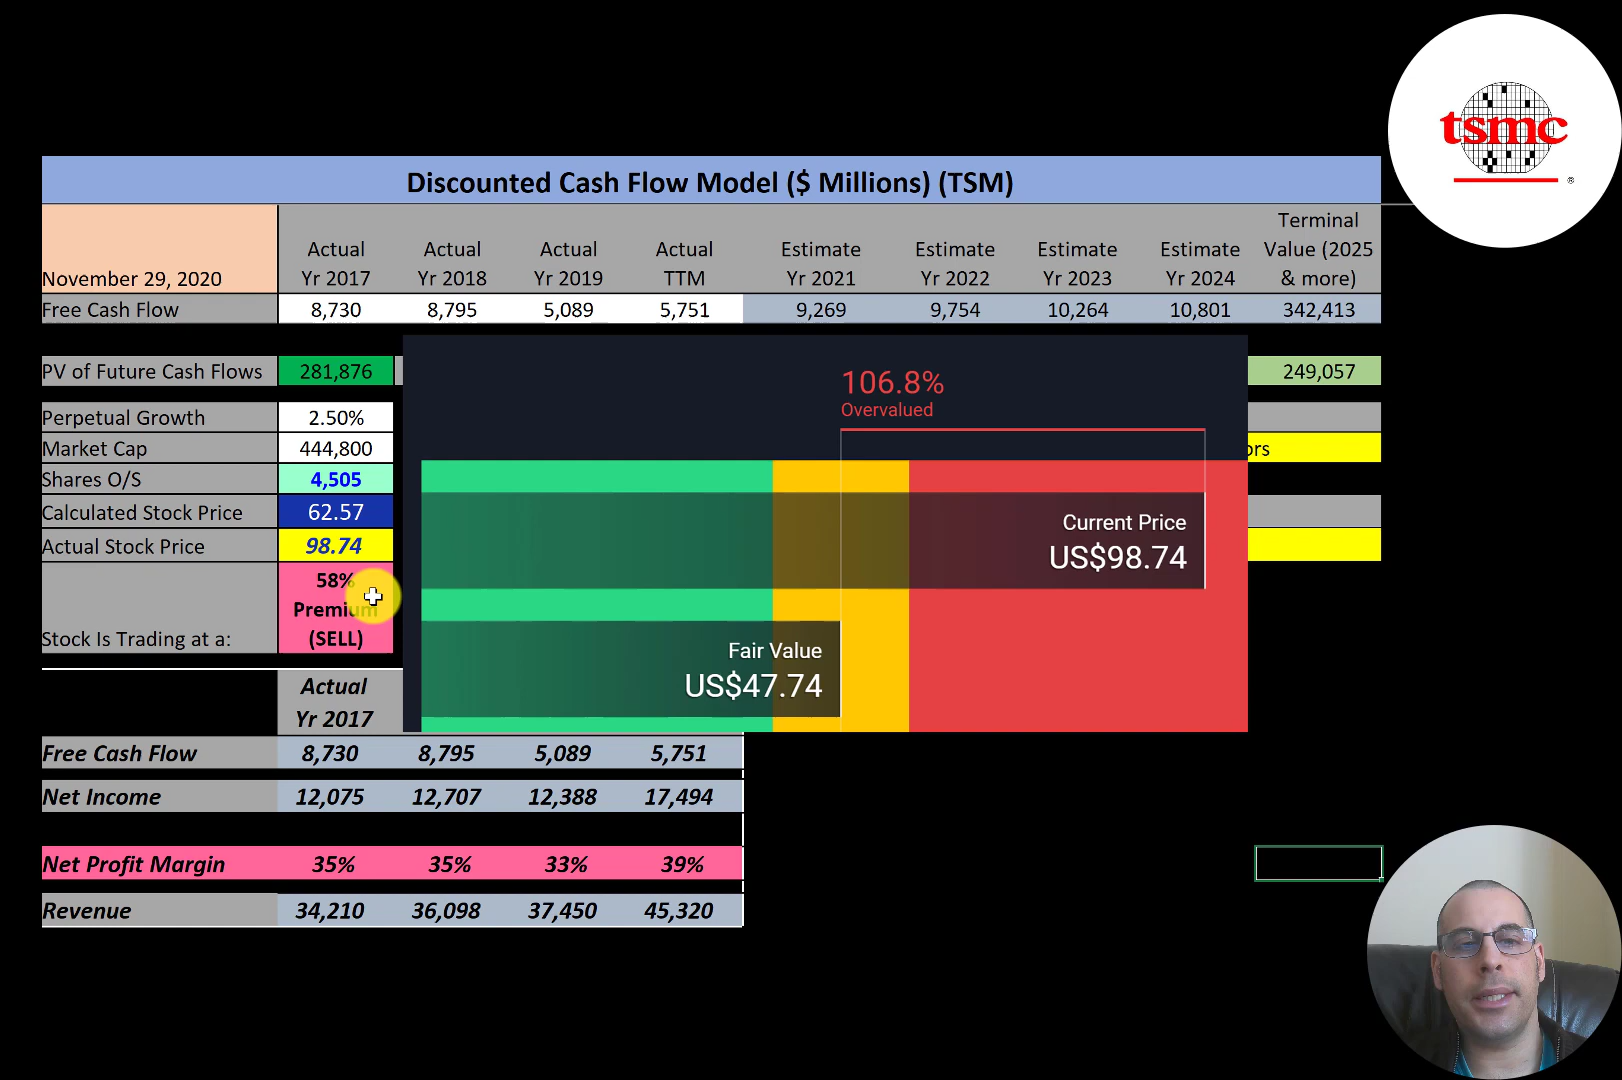 tsmc
®
Discounted Cash Flow Model ($ Millions) (TSM)
November 29, 2020 Actual Yr 2017 Actual Yr 2018 Actual Yr 2019 Actual TTM Estimate Yr 2021 Estimate Yr 2022 Estimate Yr 2023 Estimate Yr 2024 Terminal Value (2025 & more)
Free Cash Flow 8,730 8,795 5,089 5,751 9,269 9,754 10,264 10,801 342,413
PV of Future Cash Flows 281,876 249,057
Perpetual Growth 2.50%
Market Cap 444,800 ors
Shares O/S 4,505
Calculated Stock Price 62.57
Actual Stock Price 98.74
Stock Is Trading at a: 58% Premium (SELL)
106.8%
Overvalued
Current Price
US$98.74
Fair Value
US$47.74
Actual
Yr 2017
Free Cash Flow 8,730 8,795 5,089 5,751
Net Income 12,075 12,707 12,388 17,494
Net Profit Margin 35% 35% 33% 39%
Revenue 34,210 36,098 37,450 45,320